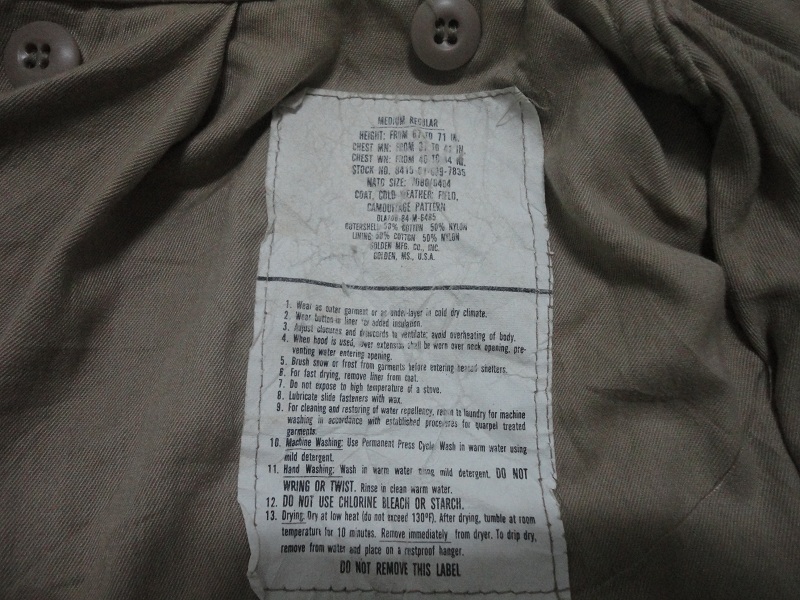 MEDIUM REGULAR
HEIGHT: FROM 67 TO 71 IN.
CHEST MN: FROM TO IN.
CHEST WN: FROM TO IN.
STOCK NO. 8415
NATO SIZE:
COAT, COLD WEATHER: FIELD,
CAMOUFLAGE PATTERN
OUTERSHELL 50% COTTON 50% NYLON
LINING: 50% COTTON 50% NYLON
GOLDEN MFG. CO., INC.
GOLDEN, MS., U.S.A.
1. Wear as outer garment or as under-layer in cold dry climate.
2. Wear button-in liner for added insulation.
3. Adjust closures and drawcords to ventilate; avoid overheating of body.
4. When hood is used, over extension shall be worn over neck opening, pre-
venting water entering opening.
5. Brush snow or frost from garments before entering heated shelters.
6. For fast drying, remove liner from coat.
7. Do not expose to high temperature of a stove.
8. Lubricate slide fasteners with wax.
9. For cleaning and restoring of water repellency, return to laundry for machine
washing in accordance with established procedures for quarpel treated
garments.
10. Machine Washing: Use Permanent Press Cycle. Wash in warm water using
mild detergent.
11. Hand Washing: Wash in warm water using mild detergent. DO NOT
WRING OR TWIST. Rinse in clean warm water.
12. DO NOT USE CHLORINE BLEACH OR STARCH.
13. Drying: Dry at low heat (do not exceed 130°F). After drying, tumble at room
temperature for 10 minutes. Remove immediately from dryer. To drip dry,
remove from water and place on a rustproof hanger.
DO NOT REMOVE THIS LABEL